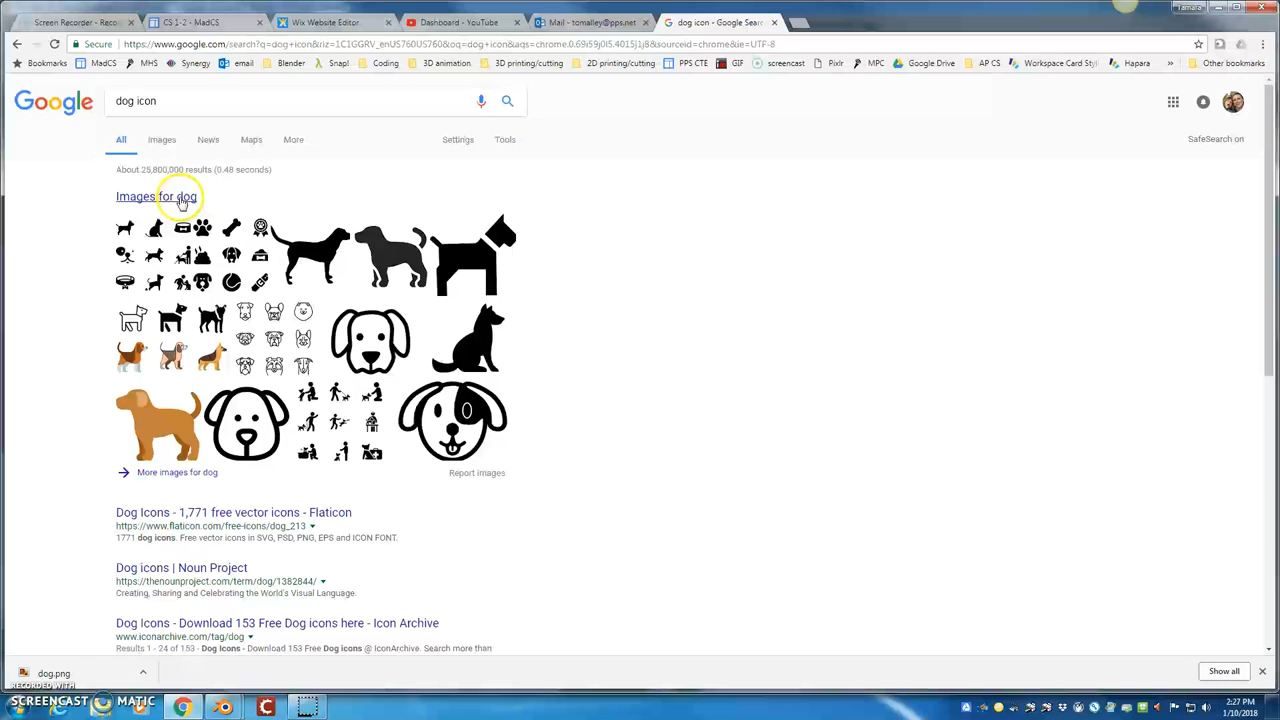 Tamara
Screen Recorder - Reco
CS 1-2 - MadCS
Wix Website Editor
Dashboard - YouTube
Mail - tomalley@pps.net
dog icon - Google Searc
Secure
https://www.google.com/search?q=dog+icon&rlz=1C1GGRV_enUS760US760&oq=dog+icon&aqs=chrome.0.69i59j0l5.4015j1j8&sourceid=chrome&ie=UTF-8
Bookmarks
MadCS
MHS
Synergy
email
Blender
Snap!
Coding
3D animation
3D printing/cutting
2D printing/cutting
PPS CTE
GIF
screencast
Pixlr
MPC
Google Drive
AP CS
Workspace Card Styl
Hapara
»
Other bookmarks
Google
dog icon
All
Images
News
Maps
More
Settings
Tools
SafeSearch on
About 25,800,000 results (0.48 seconds)
Images for dog
More images for dog
Report images
Dog Icons - 1,771 free vector icons - Flaticon
https://www.flaticon.com/free-icons/dog_213
1771 dog icons. Free vector icons in SVG, PSD, PNG, EPS and ICON FONT.
Dog icons | Noun Project
https://thenounproject.com/term/dog/1382844/
Creating, Sharing and Celebrating the World's Visual Language.
Dog Icons - Download 153 Free Dog icons here - Icon Archive
www.iconarchive.com/tag/dog
Results 1 - 24 of 153 - Dog Icons - Download 153 Free Dog icons @ IconArchive. Search more than
dog.png
Show all
RECORDED WITH
SCREENCAST MATIC
2:27 PM
1/10/2018